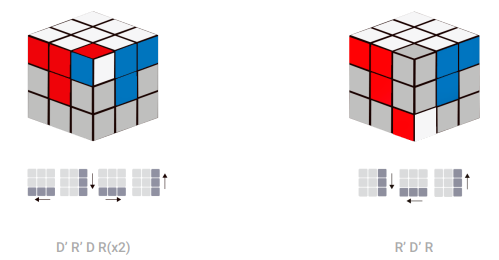 D’ R’ D R(x2)
R’ D’ R